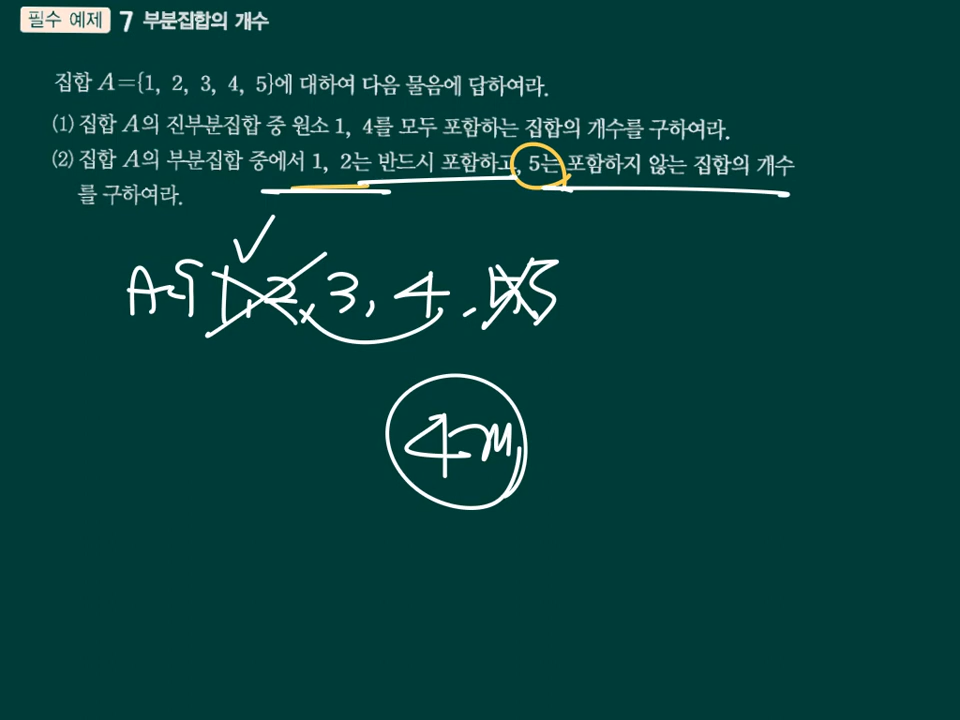 필수 예제 7 부분집합의 개수
집합 A={1, 2, 3, 4, 5}에 대하여 다음 물음에 답하여라.
(1) 집합 A의 진부분집합 중 원소 1, 4를 모두 포함하는 집합의 개수를 구하여라.
(2) 집합 A의 부분집합 중에서 1, 2는 반드시 포함하고, 5는 포함하지 않는 집합의 개수
를 구하여라.
1, 2, 3, 4,